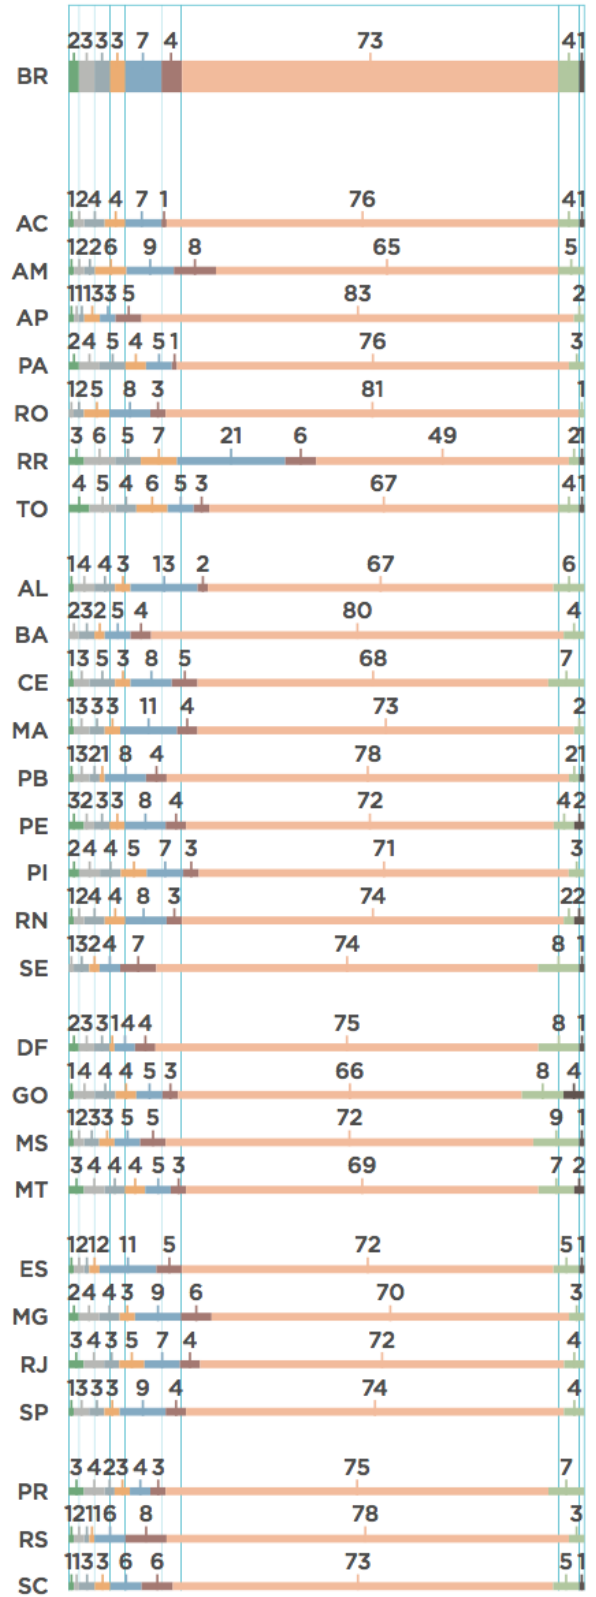 2 3 3 3 7 4 73 4 1
BR
1 2 4 4 7 1 76 4 1
AC
1 2 2 6 9 8 65 5
AM
1 1 1 3 3 5 83 2
AP
2 4 5 4 5 1 76 3
PA
1 2 5 8 3 81 1
RO
3 6 5 7 21 6 49 2 1
RR
4 5 4 6 5 3 67 4 1
TO
1 4 4 3 13 2 67 6
AL
2 3 2 5 4 80 4
BA
1 3 5 3 8 5 68 7
CE
1 3 3 3 11 4 73 2
MA
1 3 2 1 8 4 78 2 1
PB
3 2 3 3 8 4 72 4 2
PE
2 4 4 5 7 3 71 3
PI
1 2 4 4 8 3 74 2 2
RN
1 3 2 4 7 74 8 1
SE
2 3 3 1 4 4 75 8 1
DF
1 4 4 4 5 3 66 8 4
GO
1 2 3 3 5 5 72 9 1
MS
3 4 4 4 5 3 69 7 2
MT
1 2 1 2 11 5 72 5 1
ES
2 4 4 3 9 6 70 3
MG
3 4 3 5 7 4 72 4
RJ
1 3 3 3 9 4 74 4
SP
3 4 2 3 4 3 75 7
PR
1 2 1 1 6 8 78 3
RS
1 1 3 3 6 6 73 5 1
SC